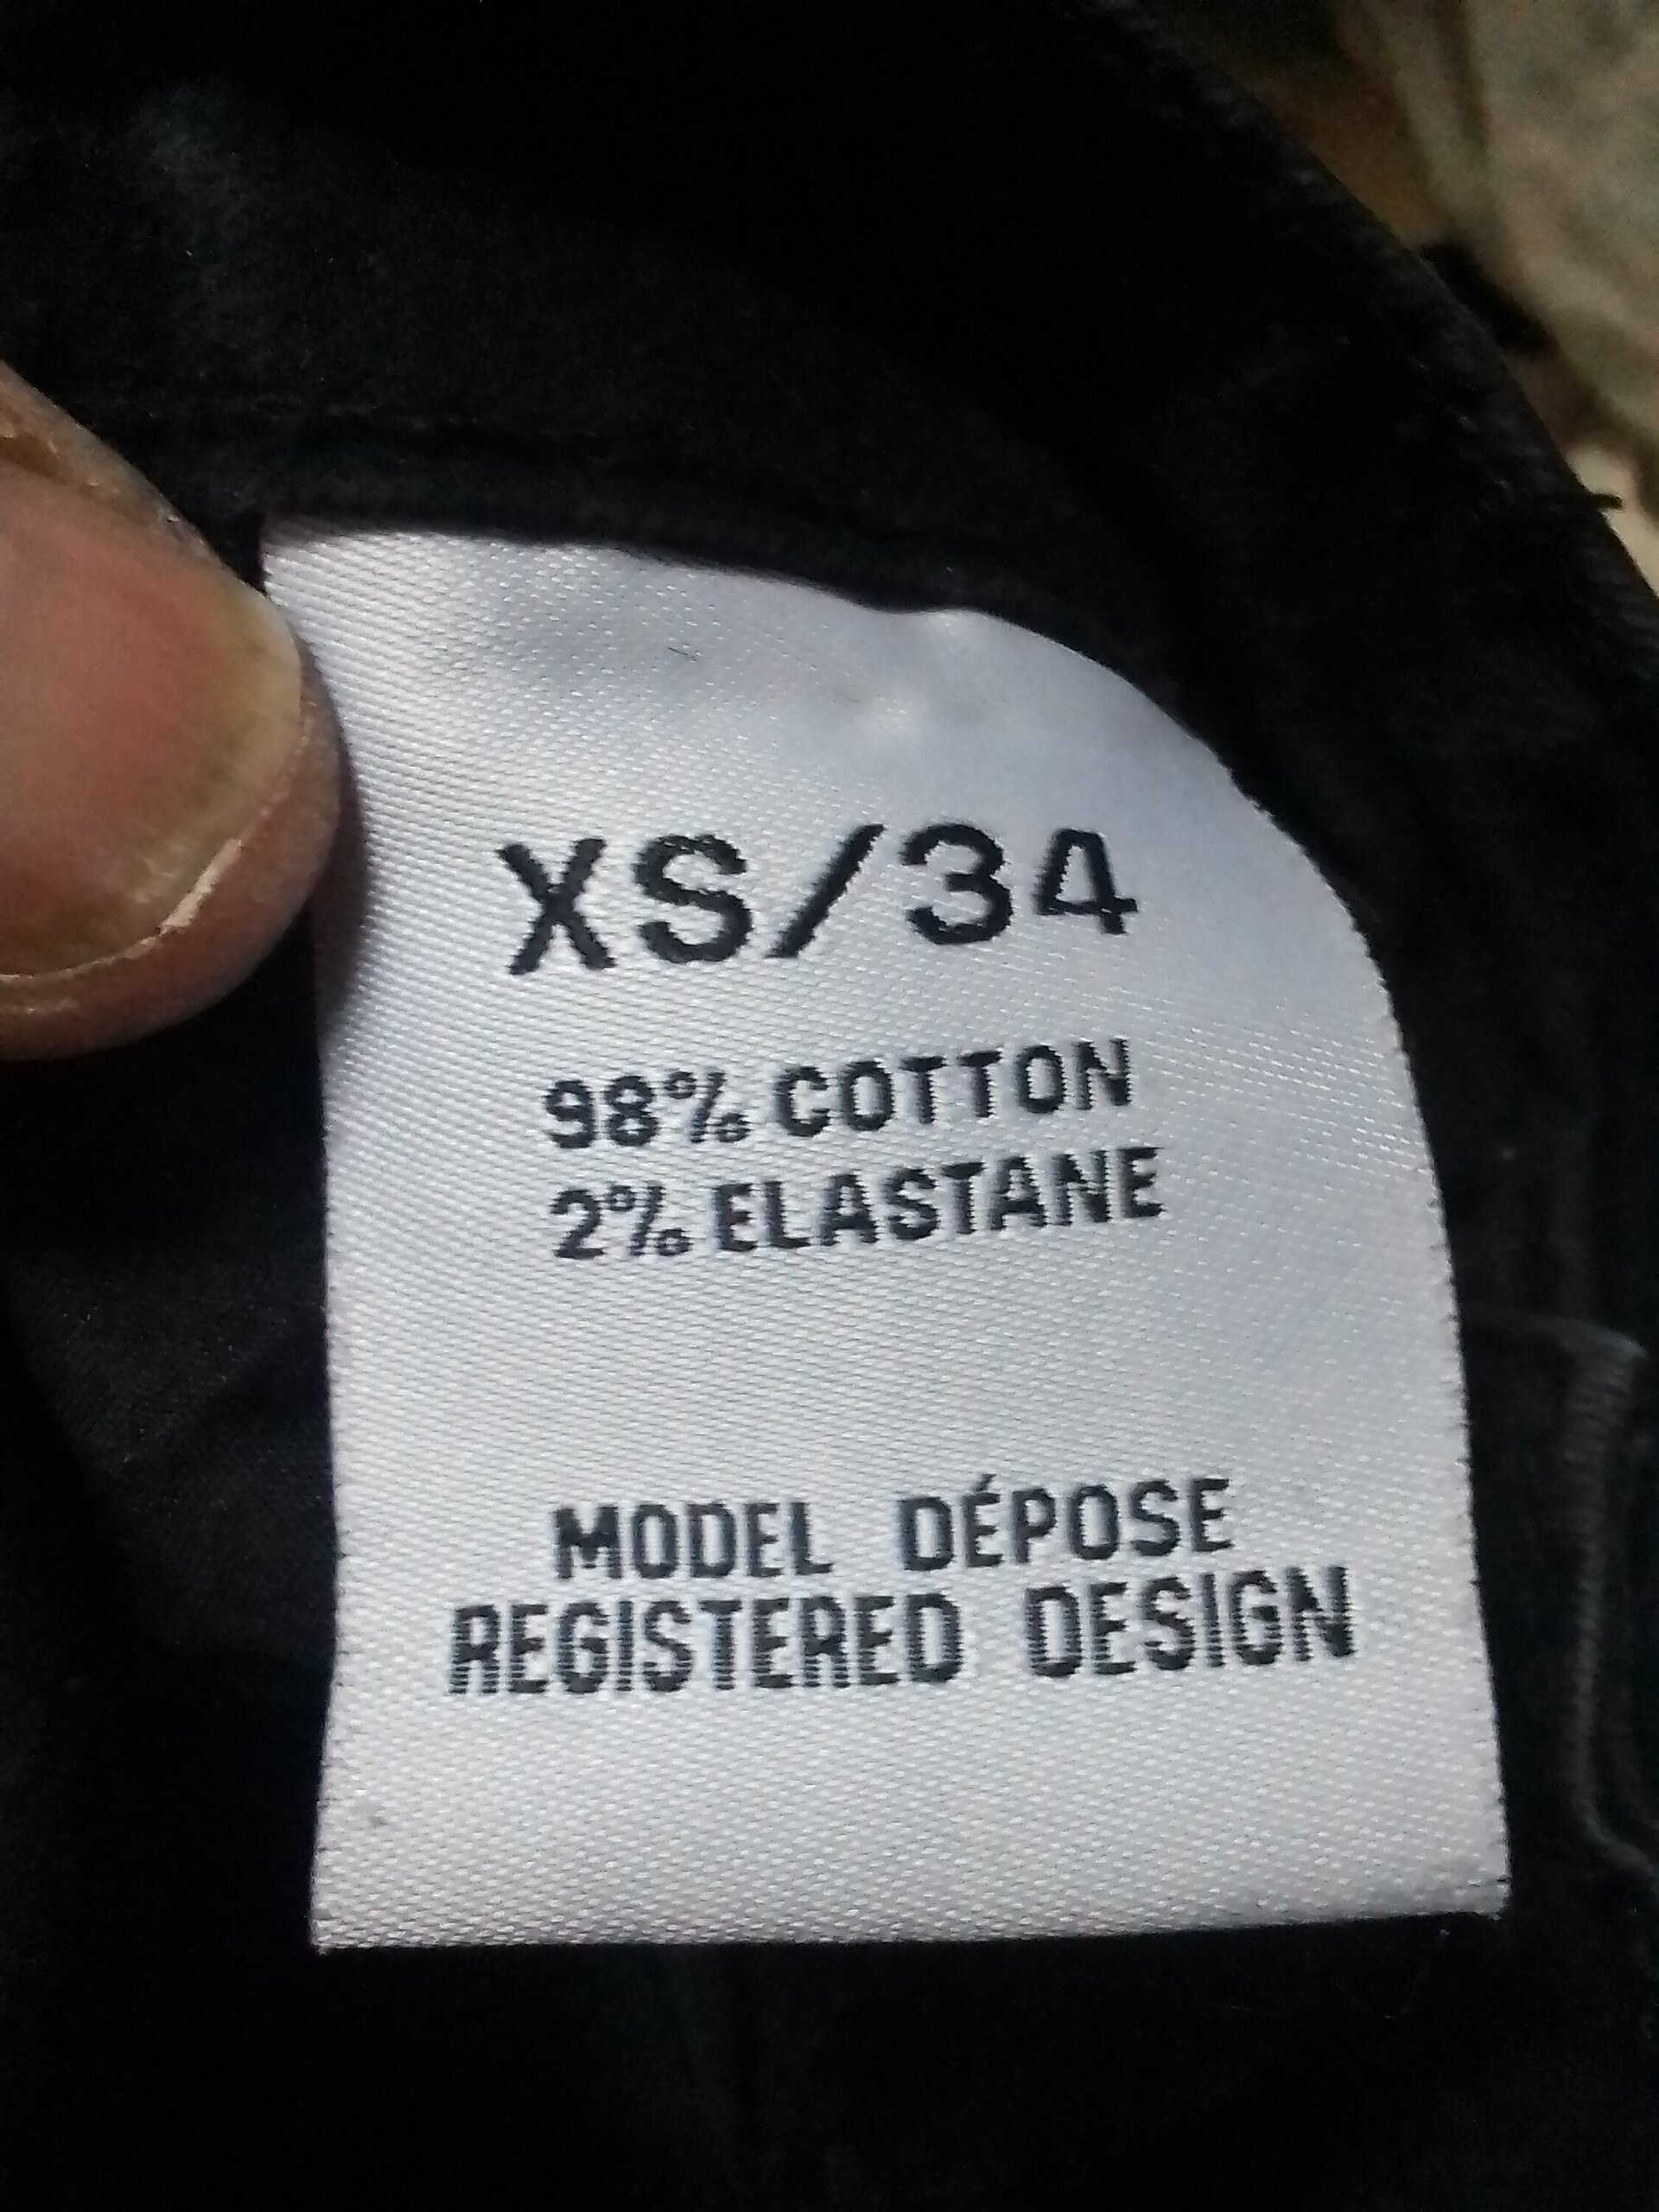 XS/34
98% COTTON
2% ELASTANE
MODEL DÉPOSE
REGISTERED DESIGN